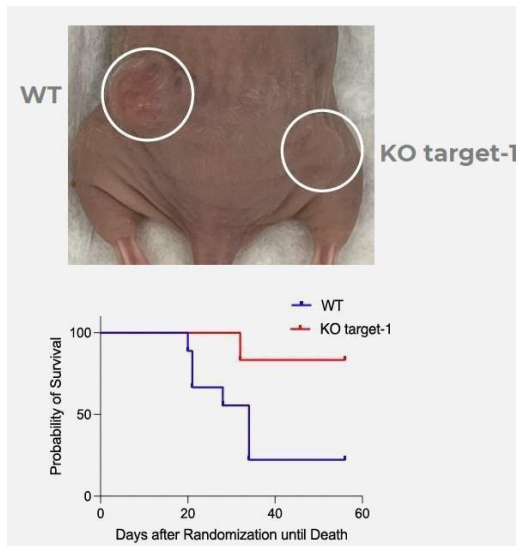 WT
KO target-1
WT
KO target-1
Probability of Survival
100
50
0
0 20 40 60
Days after Randomization until Death